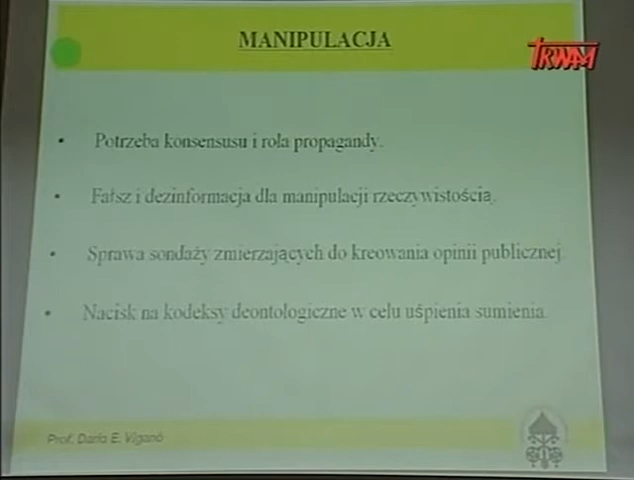 MANIPULACJA
TRWAM
• Potrzeba konsensusu i rola propagandy.
• Fałsz i dezinformacja dla manipulacji rzeczywistością.
• Sprawa sondaży zmierzających do kreowania opinii publicznej.
• Nacisk na kodeksy deontologiczne w celu uśpienia sumienia.
Prof. Dario E. Viganò